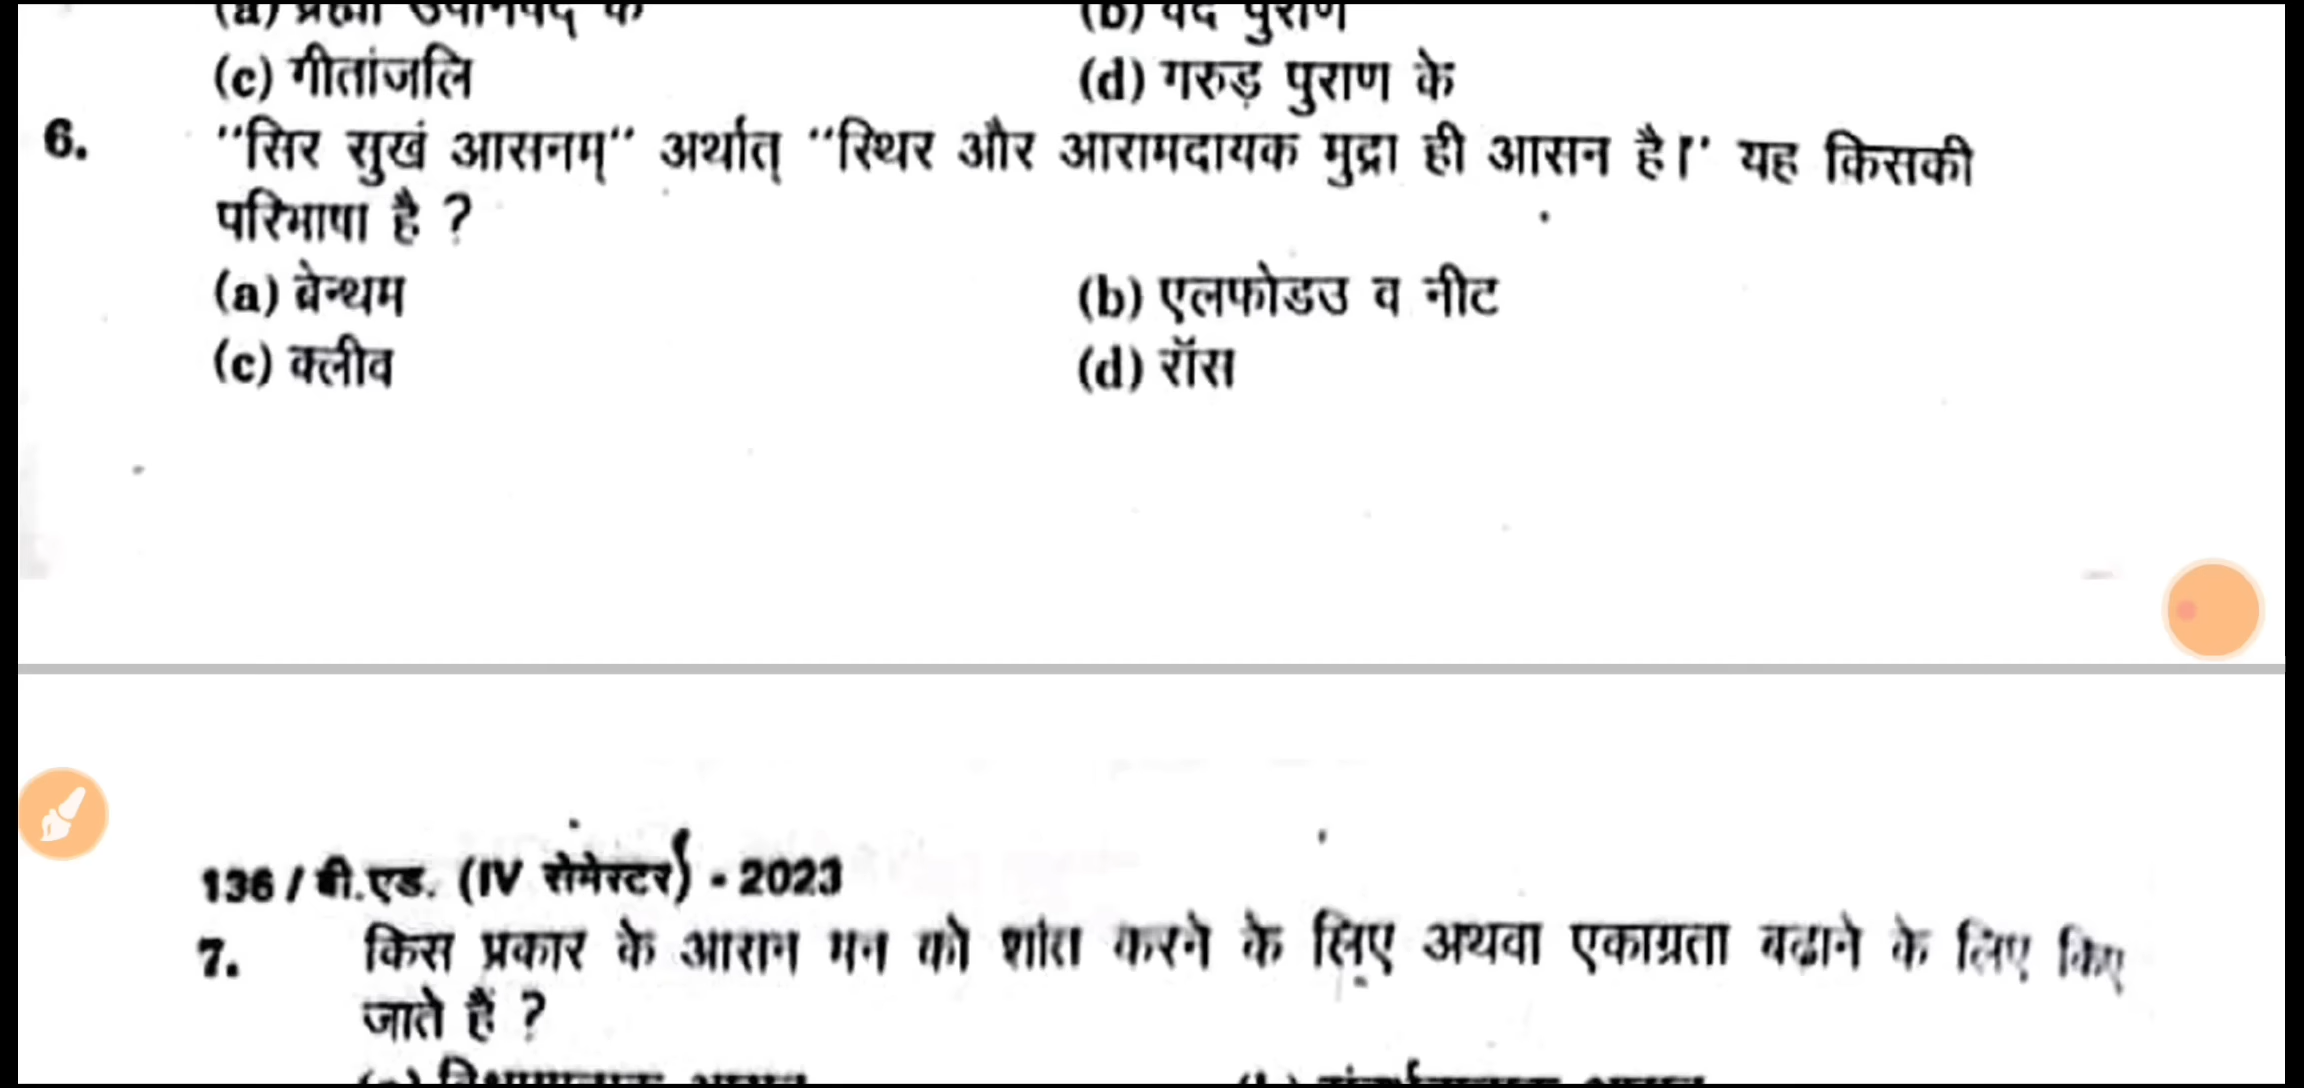 (c) गीतांजलि (d) गरुड़ पुराण के
6. "सिर सुखं आसनम्" अर्थात् "स्थिर और आरामदायक मुद्रा ही आसन है।" यह किसकी
परिभाषा है ?
(a) बेन्थम (b) एलफोडउ व नीट
(c) क्लीव (d) रॉस
136 / बी.एड. (IV सेमेस्टर) - 2023
7. किस प्रकार के आसन मन को शांत करने के लिए अथवा एकाग्रता बढ़ाने के लिए किए
जाते हैं ?